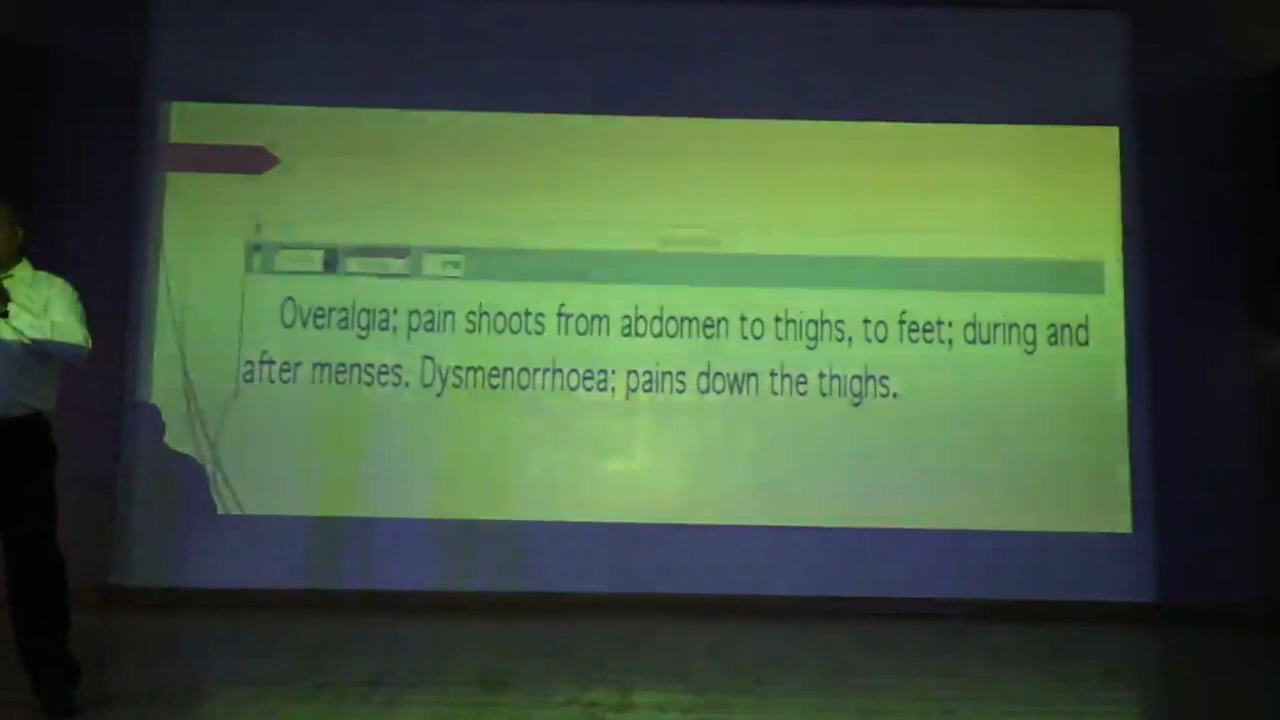 Overalgia; pain shoots from abdomen to thighs, to feet; during and
after menses. Dysmenorrhoea; pains down the thighs.